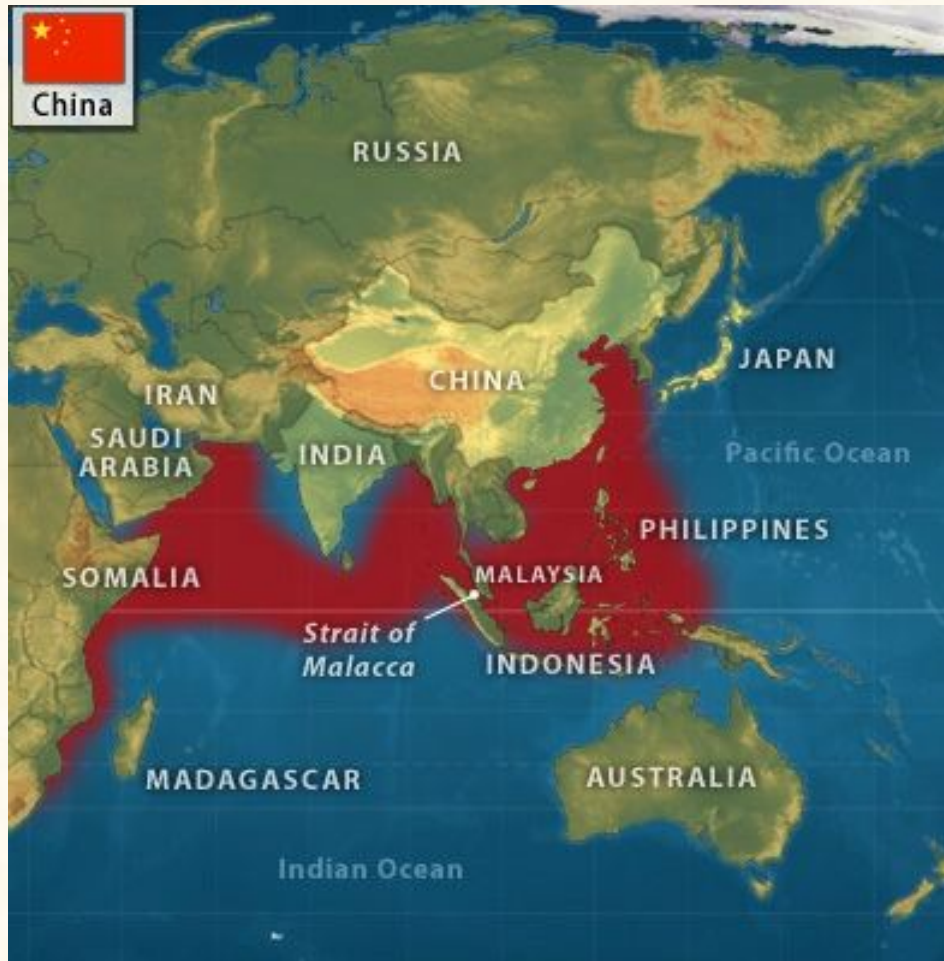 China
RUSSIA
JAPAN
CHINA
IRAN
SAUDI
ARABIA
INDIA
Pacific Ocean
PHILIPPINES
SOMALIA
MALAYSIA
Strait of
Malacca
INDONESIA
MADAGASCAR
AUSTRALIA
Indian Ocean